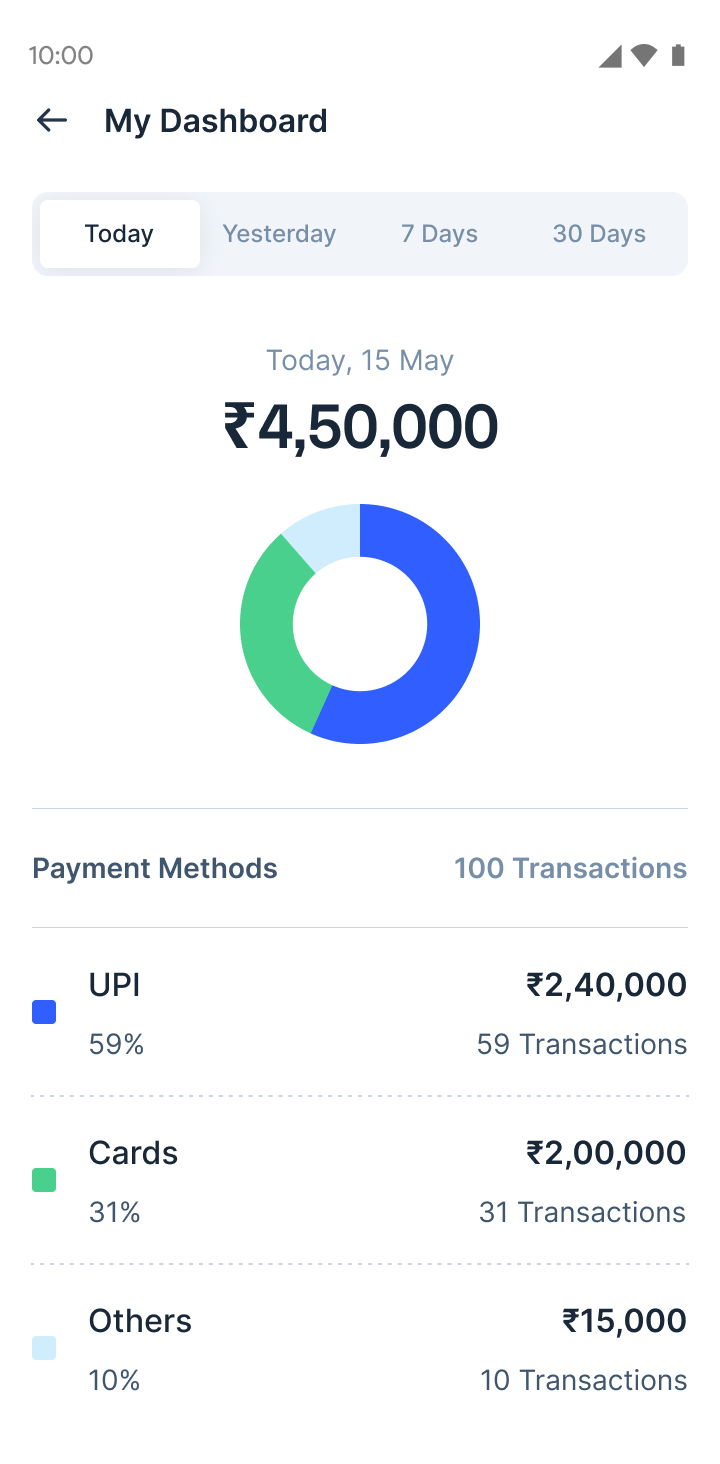 10:00
My Dashboard
Today Yesterday 7 Days 30 Days
Today, 15 May
₹4,50,000
Payment Methods 100 Transactions
UPI ₹2,40,000
59% 59 Transactions
Cards ₹2,00,000
31% 31 Transactions
Others ₹15,000
10% 10 Transactions